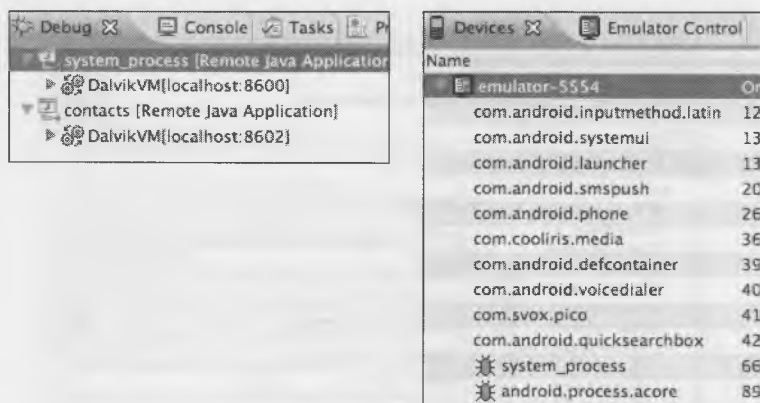 Debug Console Tasks
system_process [Remote Java Application
DalvikVM[localhost:8600]
contacts [Remote Java Application]
DalvikVM[localhost:8602]
Devices Emulator Control
Name
emulator-5554 On
com.android.inputmethod.latin 12
com.android.systemui 13
com.android.launcher 13
com.android.smspush 20
com.android.phone 26
com.cooliris.media 36
com.android.defcontainer 39
com.android.voicedialer 40
com.svox.pico 41
com.android.quicksearchbox 42
system_process 66
android.process.acore 89